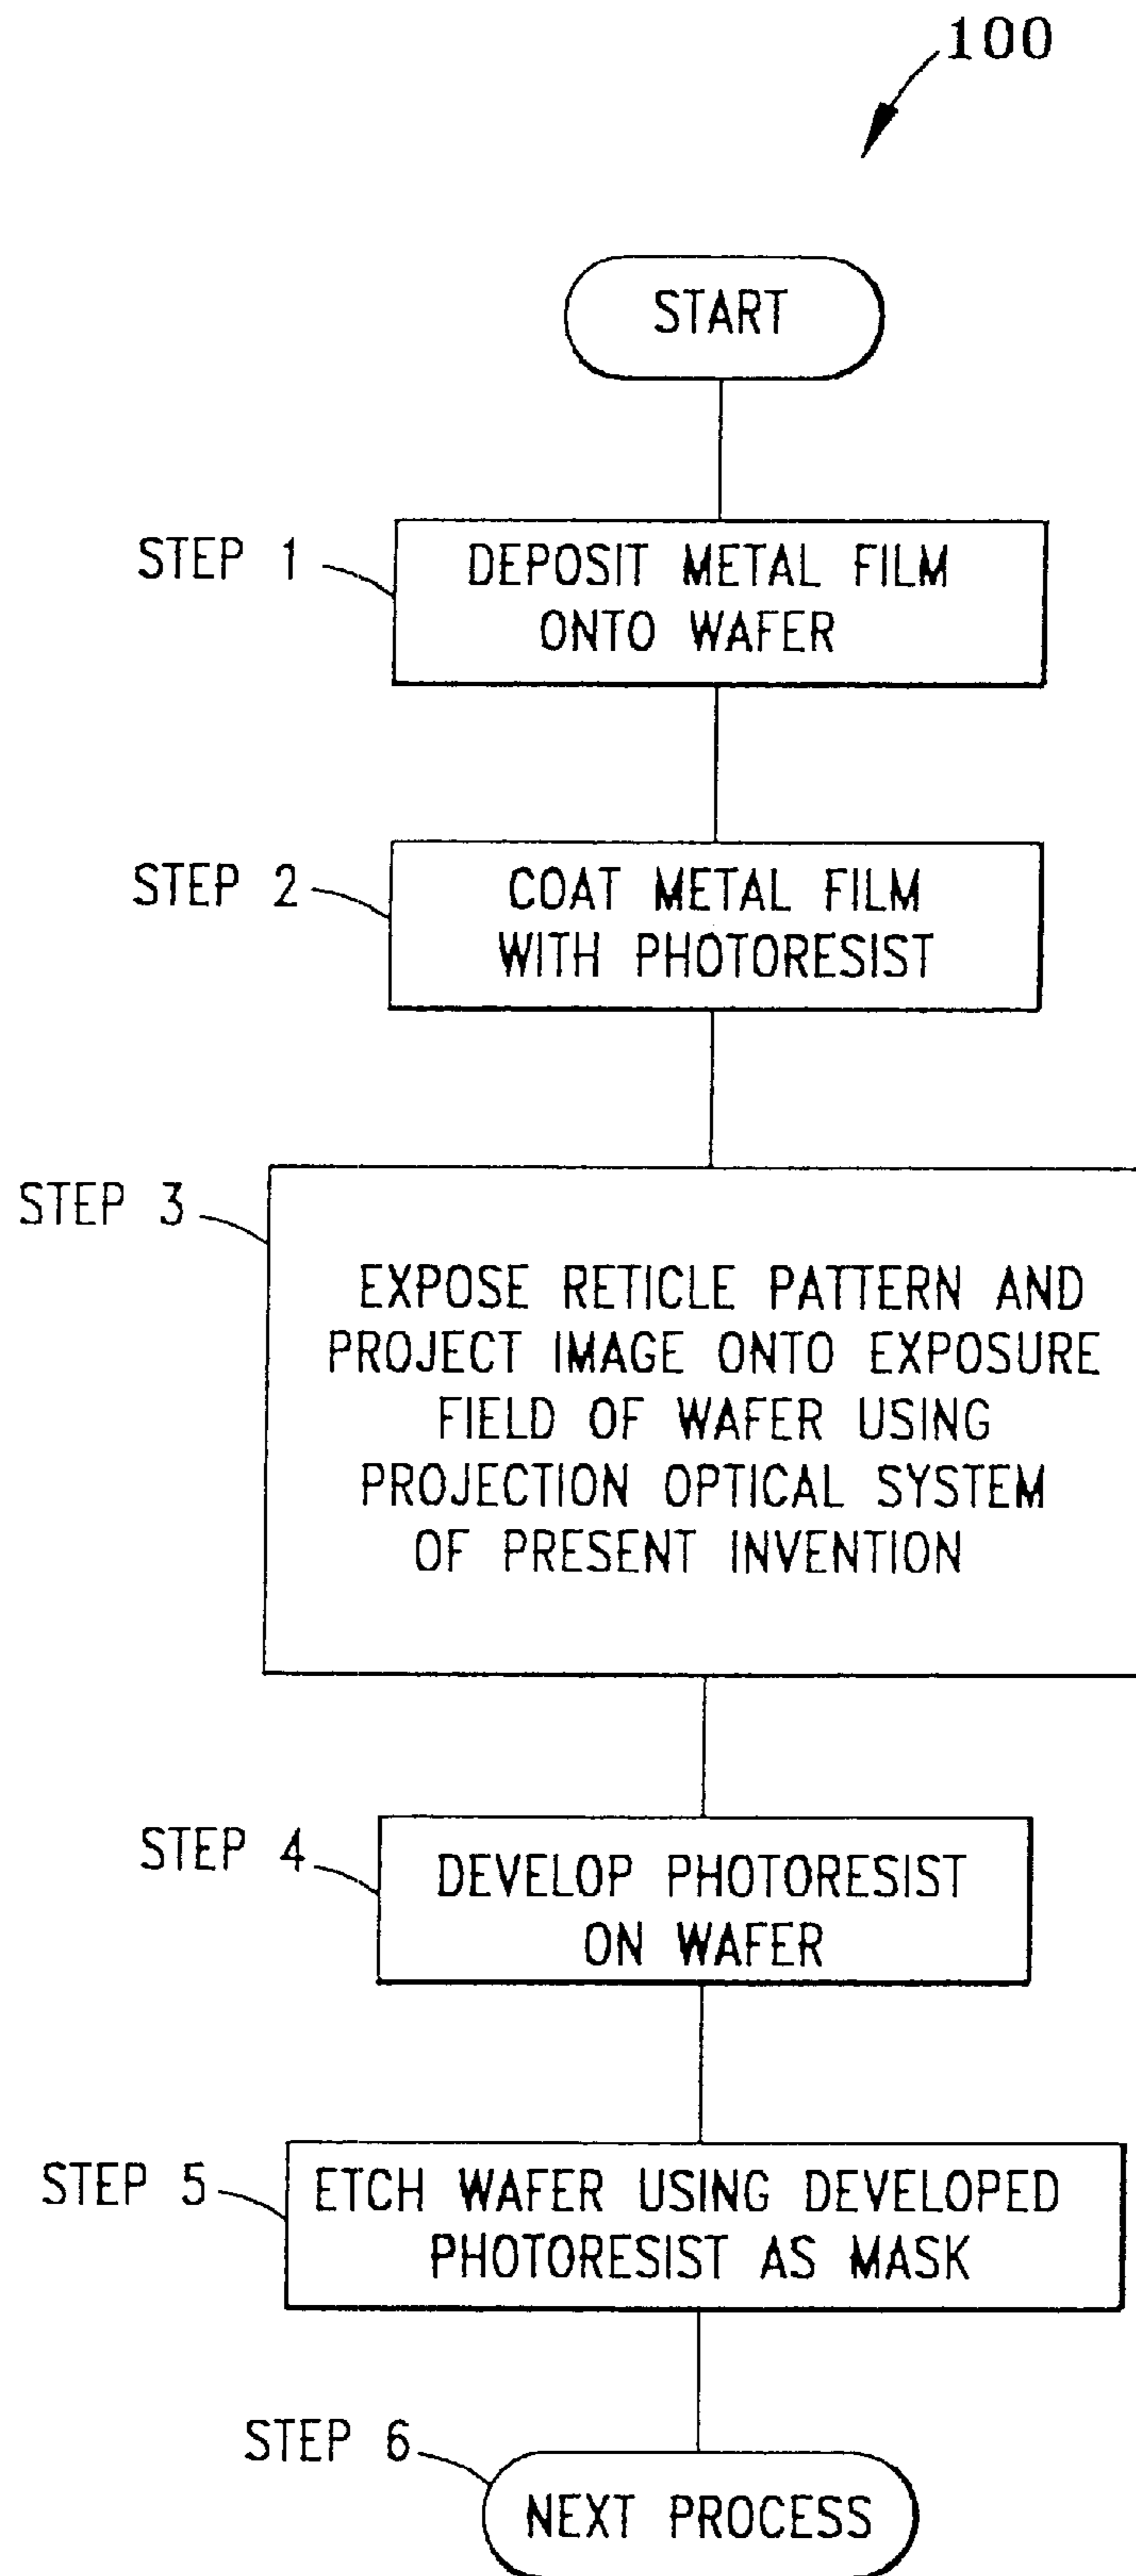 100
START
STEP 1
DEPOSIT METAL FILM
ONTO WAFER
STEP 2
COAT METAL FILM
WITH PHOTORESIST
STEP 3
EXPOSE RETICLE PATTERN AND
PROJECT IMAGE ONTO EXPOSURE
FIELD OF WAFER USING
PROJECTION OPTICAL SYSTEM
OF PRESENT INVENTION
STEP 4
DEVELOP PHOTORESIST
ON WAFER
STEP 5
ETCH WAFER USING DEVELOPED
PHOTORESIST AS MASK
STEP 6
NEXT PROCESS